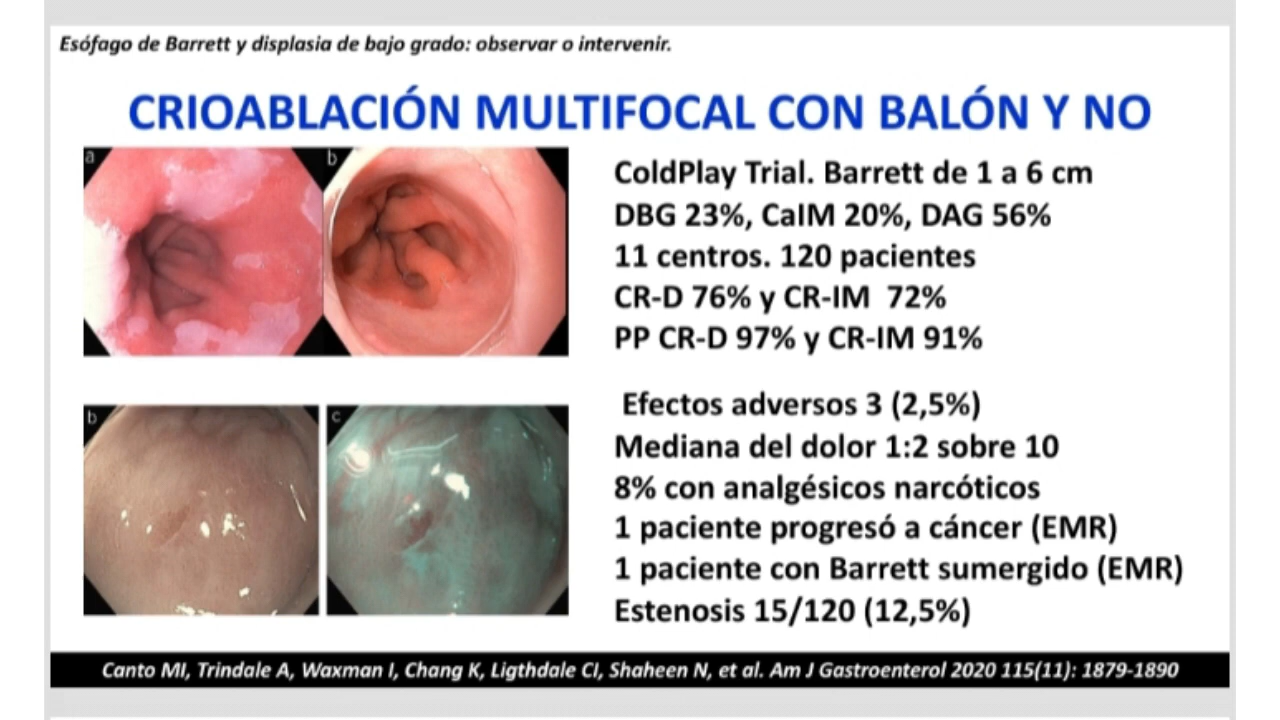 Esófago de Barrett y displasia de bajo grado: observar o intervenir.
CRIOABLACIÓN MULTIFOCAL CON BALÓN Y NO
a
b
ColdPlay Trial. Barrett de 1 a 6 cm
DBG 23%, CaIM 20%, DAG 56%
11 centros. 120 pacientes
CR-D 76% y CR-IM 72%
PP CR-D 97% y CR-IM 91%
b
c
Efectos adversos 3 (2,5%)
Mediana del dolor 1:2 sobre 10
8% con analgésicos narcóticos
1 paciente progresó a cáncer (EMR)
1 paciente con Barrett sumergido (EMR)
Estenosis 15/120 (12,5%)
Canto MI, Trindale A, Waxman I, Chang K, Ligthdale CI, Shaheen N, et al. Am J Gastroenterol 2020 115(11): 1879-1890